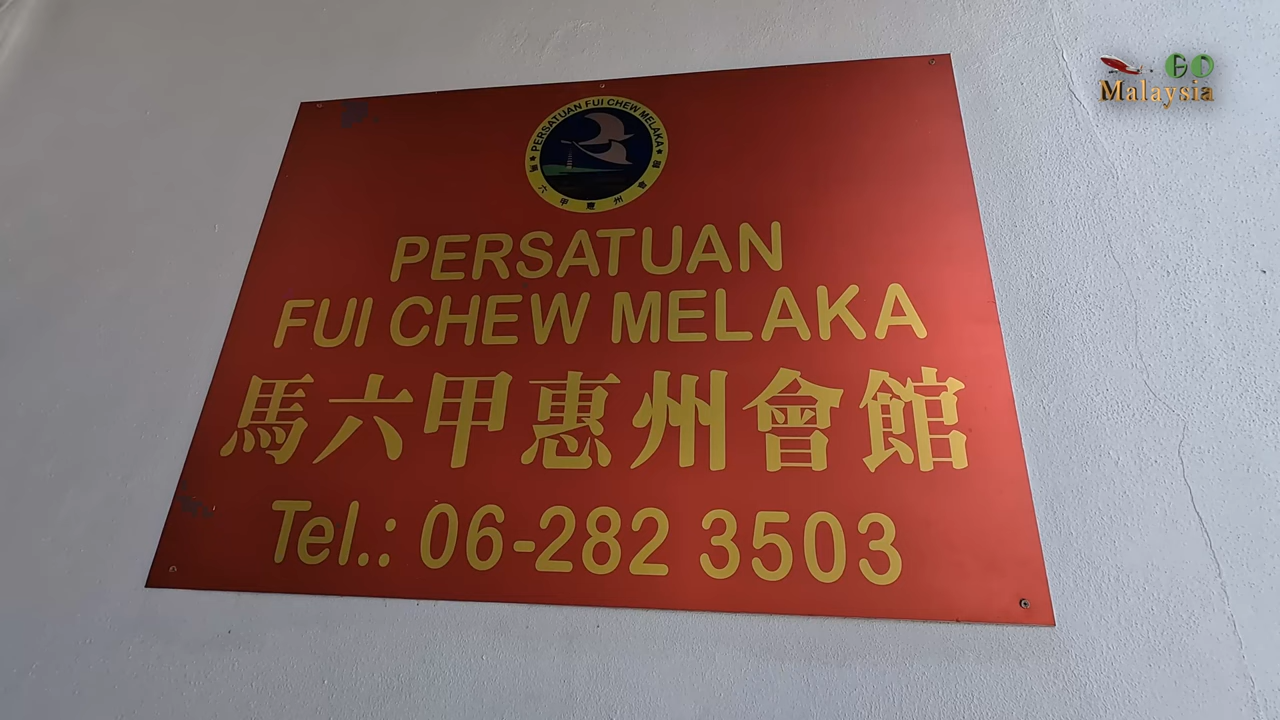 GO
Malaysia
PERSATUAN FUI CHEW MELAKA
馬六甲惠州會館
PERSATUAN
FUI CHEW MELAKA
馬六甲惠州會館
Tel.: 06-282 3503